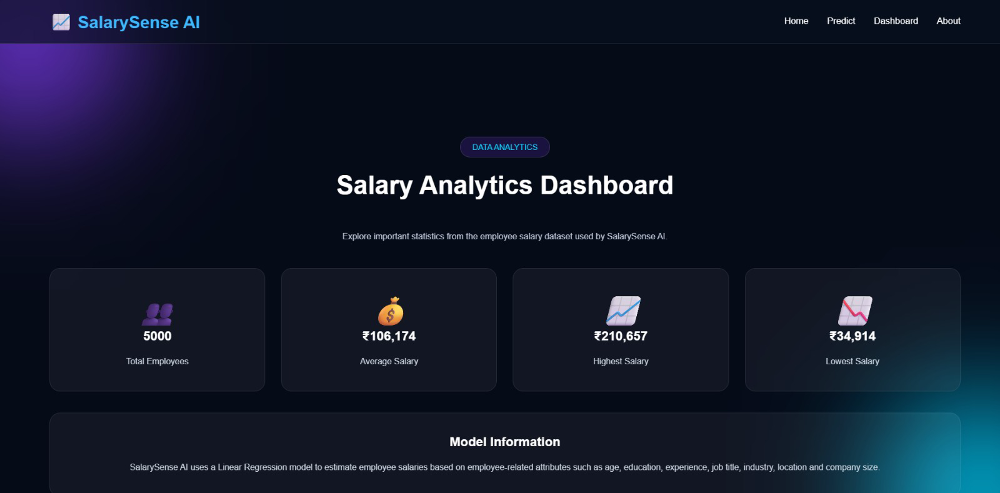 SalarySense AI
Home Predict Dashboard About
DATA ANALYTICS
Salary Analytics Dashboard
Explore important statistics from the employee salary dataset used by SalarySense AI.
5000
Total Employees
$
₹106,174
Average Salary
₹210,657
Highest Salary
₹34,914
Lowest Salary
Model Information
SalarySense AI uses a Linear Regression model to estimate employee salaries based on employee-related attributes such as age, education, experience, job title, industry, location and company size.